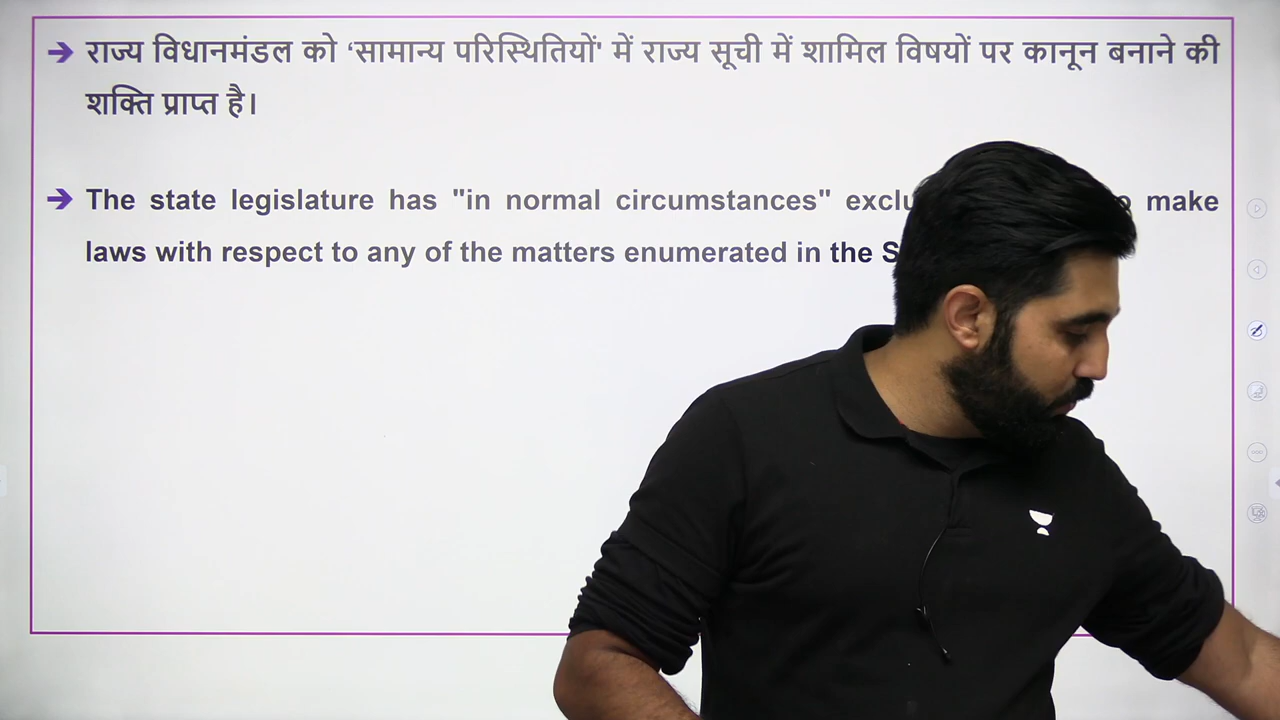 राज्य विधानमंडल को ‘सामान्य परिस्थितियों' में राज्य सूची में शामिल विषयों पर कानून बनाने की
शक्ति प्राप्त है।
The state legislature has "in normal circumstances" make
laws with respect to any of the matters enumerated in the